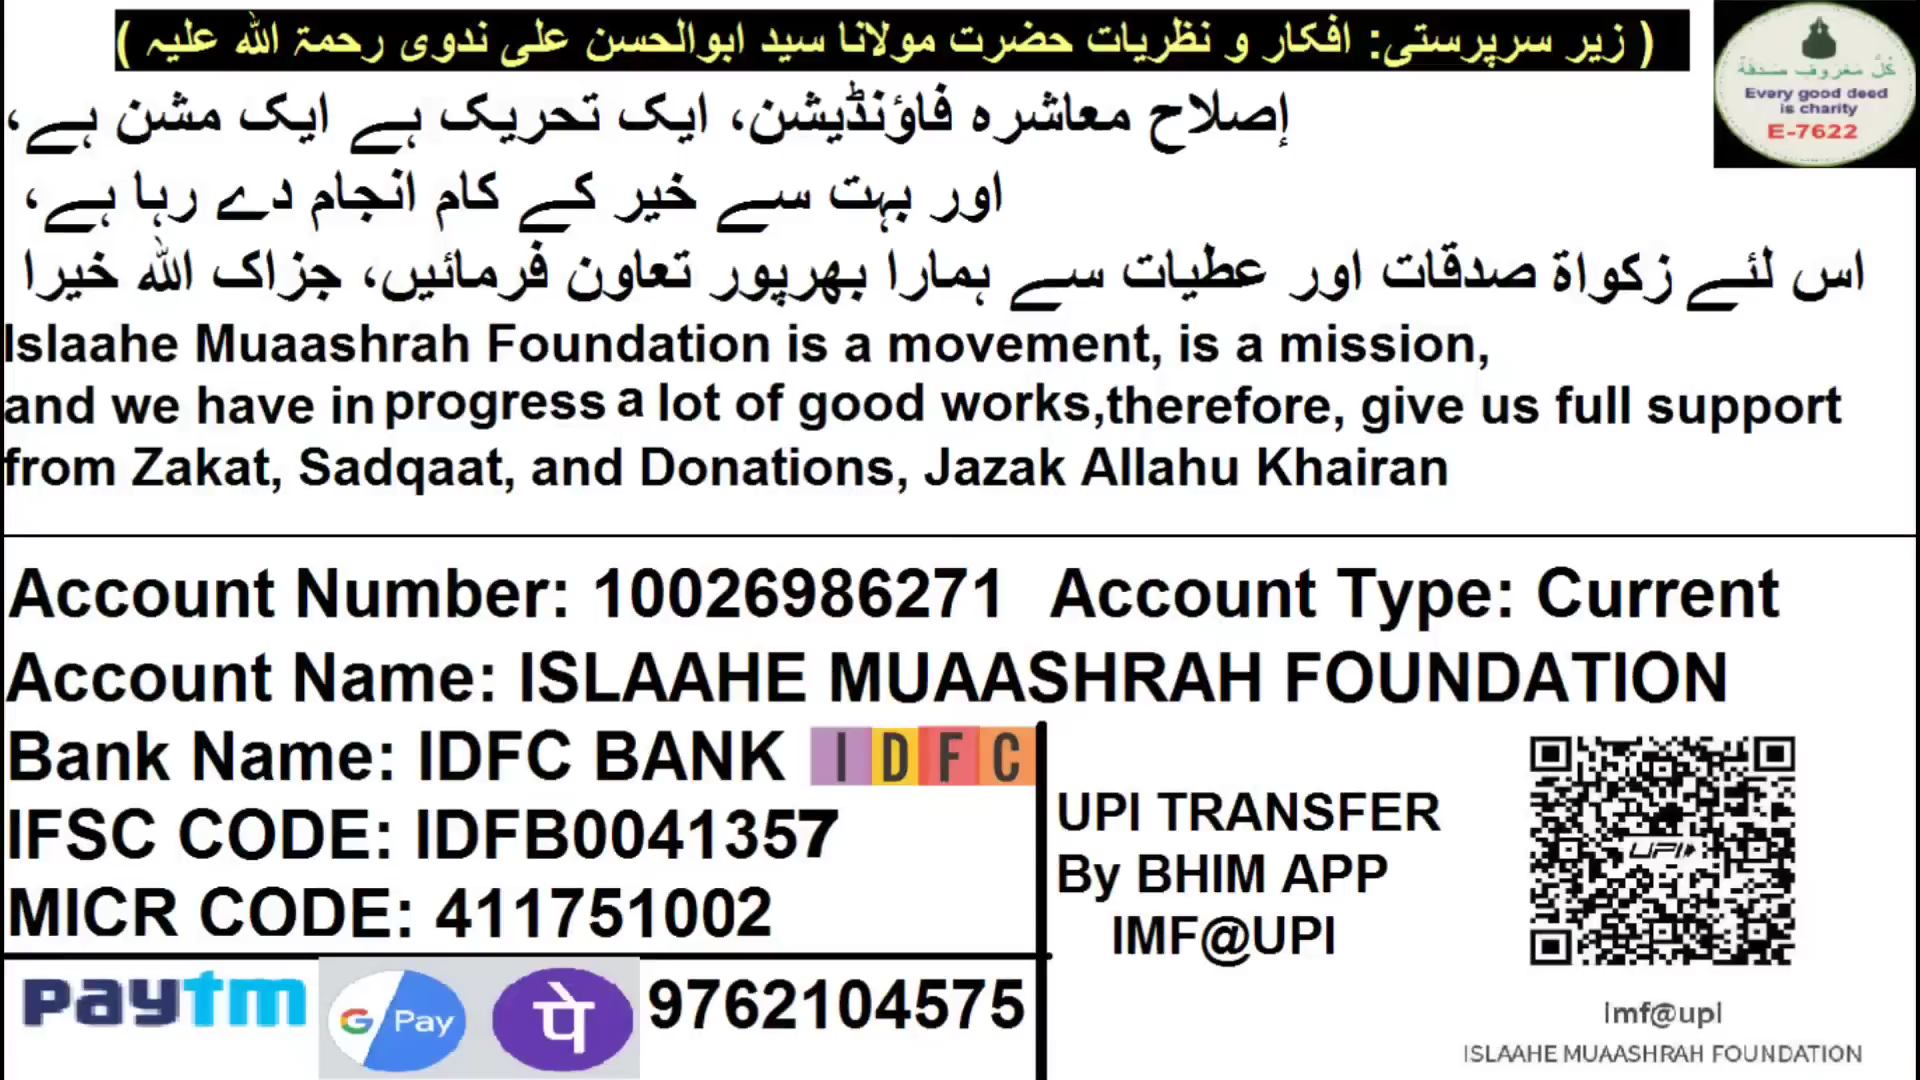 ( زیر سرپرستی: افکار و نظریات حضرت مولانا سید ابوالحسن علی ندوی رحمۃ اللہ علیہ )
كل معروف صدقة
Every good deed
is charity
E-7622
إصلاح معاشرہ فاؤنڈیشن، ایک تحریک ہے ایک مشن ہے،
اور بہت سے خیر کے کام انجام دے رہا ہے،
اس لئے زکواۃ صدقات اور عطیات سے ہمارا بھرپور تعاون فرمائیں، جزاک اللہ خیرا
Islaahe Muaashrah Foundation is a movement, is a mission,
and we have in progress a lot of good works,therefore, give us full support
from Zakat, Sadqaat, and Donations, Jazak Allahu Khairan
Account Number: 10026986271 Account Type: Current
Account Name: ISLAAHE MUAASHRAH FOUNDATION
Bank Name: IDFC BANK IDFC
IFSC CODE: IDFB0041357
MICR CODE: 411751002
paytm G Pay पे 9762104575
UPI TRANSFER
By BHIM APP
IMF@UPI
UPI
imf@upi
ISLAAHE MUAASHRAH FOUNDATION